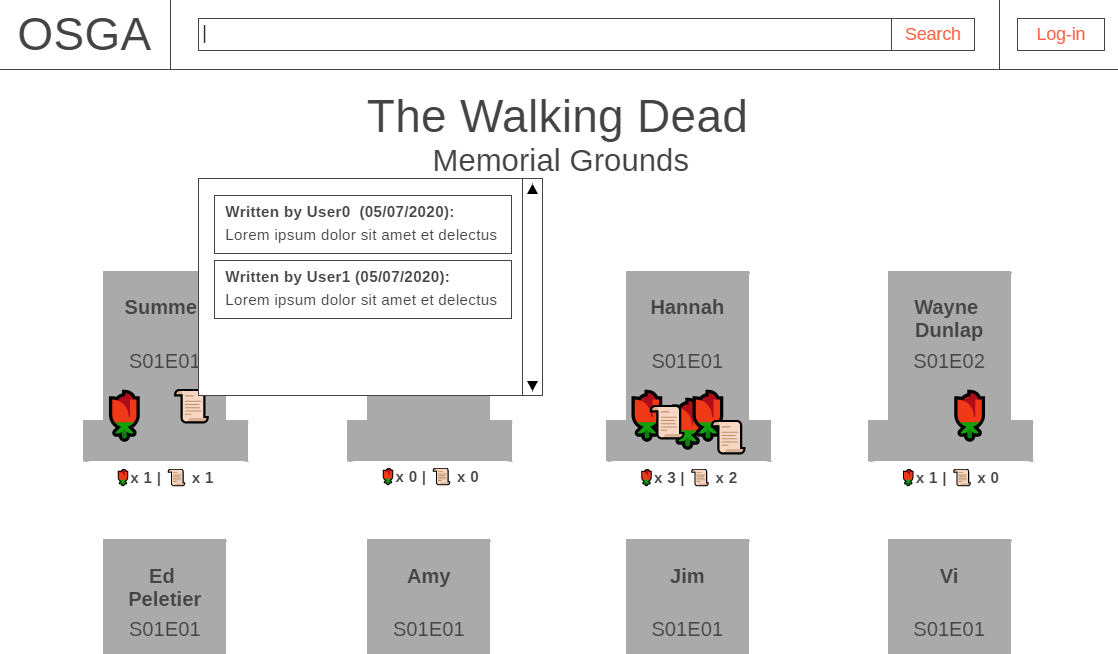 OSGA
Search
Log-in
The Walking Dead
Memorial Grounds
Written by User0  (05/07/2020):
Lorem ipsum dolor sit amet et delectus
Written by User1 (05/07/2020):
Lorem ipsum dolor sit amet et delectus
Summe
S01E01
Hannah
S01E01
Wayne
Dunlap
S01E02
x 1 | x 1
x 0 | x 0
x 3 | x 2
x 1 | x 0
Ed
Peletier
S01E01
Amy
S01E01
Jim
S01E01
Vi
S01E01